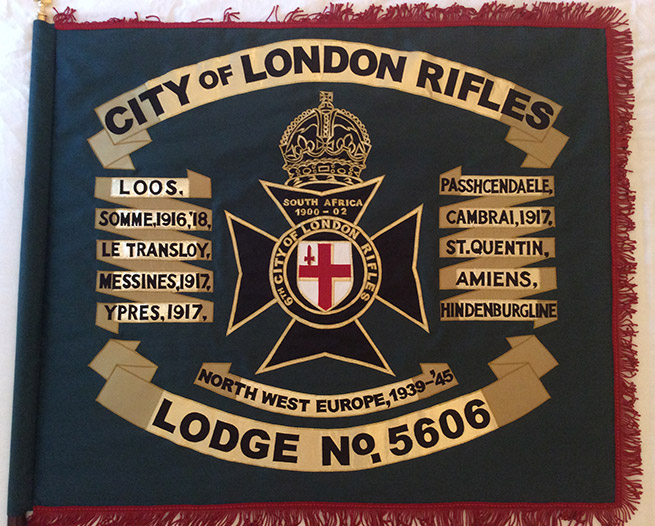 CITY OF LONDON RIFLES
LOOS,
SOMME,1916,'18,
LE TRANSLOY,
MESSINES,1917,
YPRES,1917,
SOUTH AFRICA
1900-02
6TH CITY OF LONDON RIFLES
PASSHCENDAELE,
CAMBRAI,1917,
ST.QUENTIN,
AMIENS,
HINDENBURGLINE
NORTH WEST EUROPE,1939-'45
LODGE No. 5606